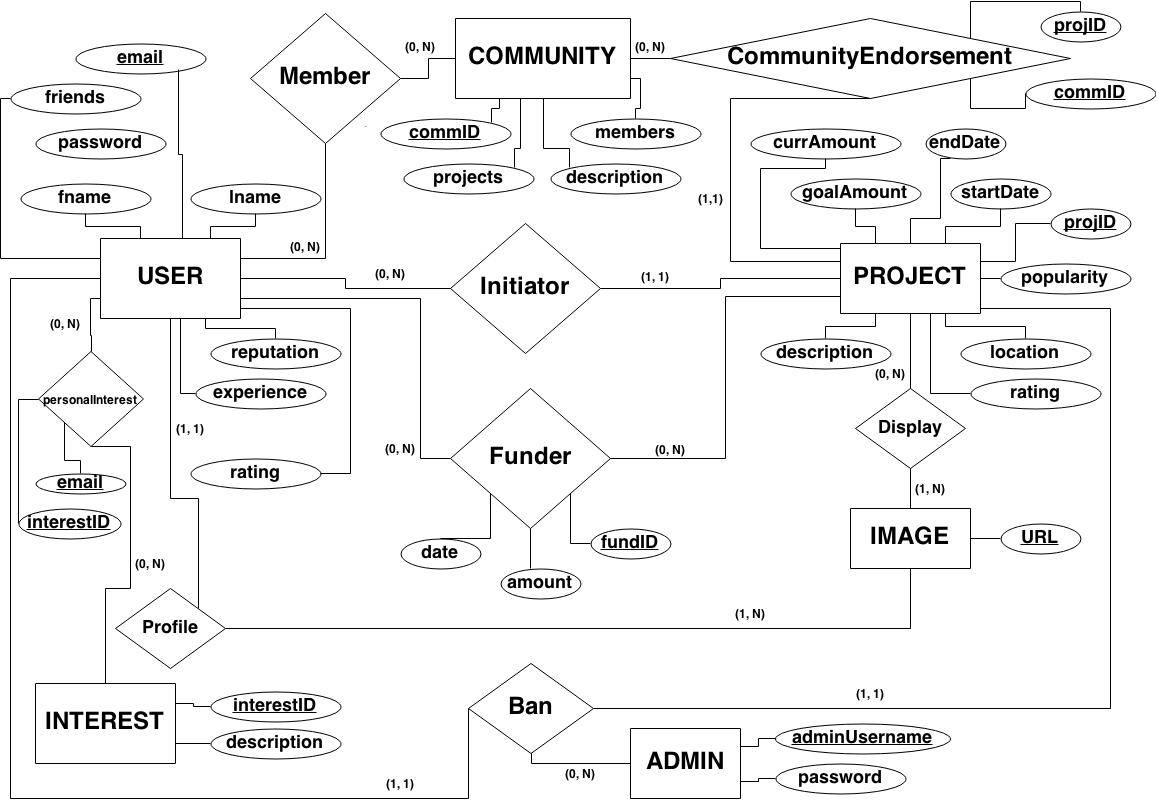 projID
(0, N)
COMMUNITY
(0, N)
CommunityEndorsement
email
Member
friends
commID
commID
members
password
currAmount
endDate
projects
description
fname
lname
goalAmount
startDate
(1,1)
projID
(0, N)
USER
(0, N)
Initiator
(1, 1)
PROJECT
popularity
(0, N)
reputation
description
location
(0, N)
experience
rating
personalInterest
(1, 1)
Display
(0, N)
Funder
(0, N)
rating
email
(1, N)
interestID
IMAGE
URL
date
fundID
(0, N)
amount
Profile
(1, N)
(1, 1)
interestID
Ban
INTEREST
description
adminUsername
ADMIN
(0, N)
password
(1, 1)